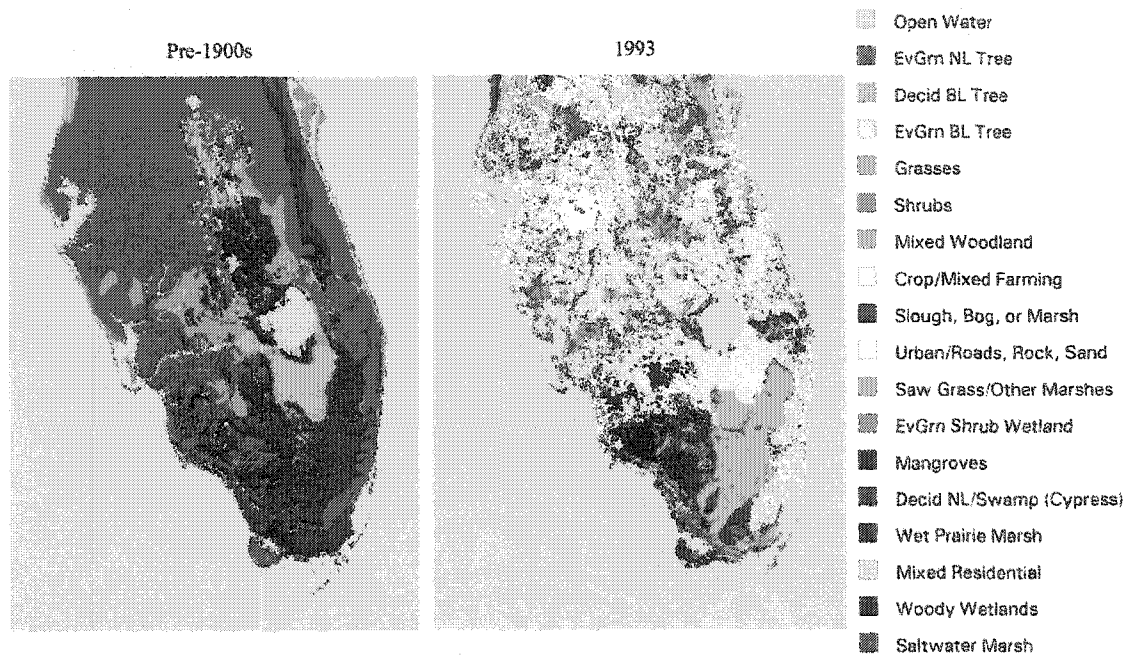 Pre-1900s
1993
Open Water
EvGrn NL Tree
Decid BL Tree
EvGrn BL Tree
Grasses
Shrubs
Mixed Woodland
Crop/Mixed Farming
Slough, Bog, or Marsh
Urban/Roads, Rock, Sand
Saw Grass/Other Marshes
EvGrn Shrub Wetland
Mangroves
Decid NL/Swamp (Cypress)
Wet Prairie Marsh
Mixed Residential
Woody Wetlands
Saltwater Marsh